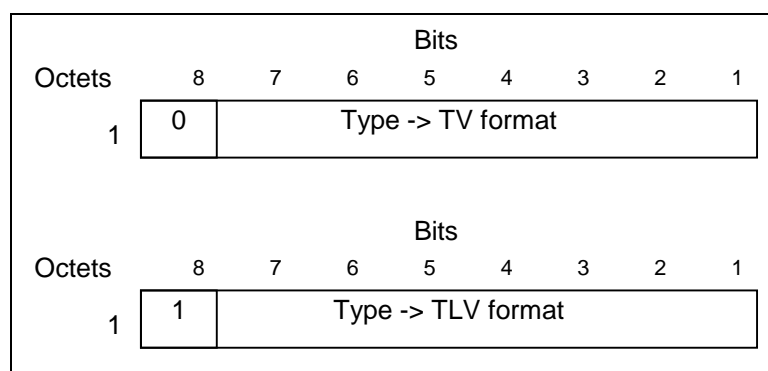 Bits
Octets 8 7 6 5 4 3 2 1
1 0 Type -> TV format
Bits
Octets 8 7 6 5 4 3 2 1
1 1 Type -> TLV format